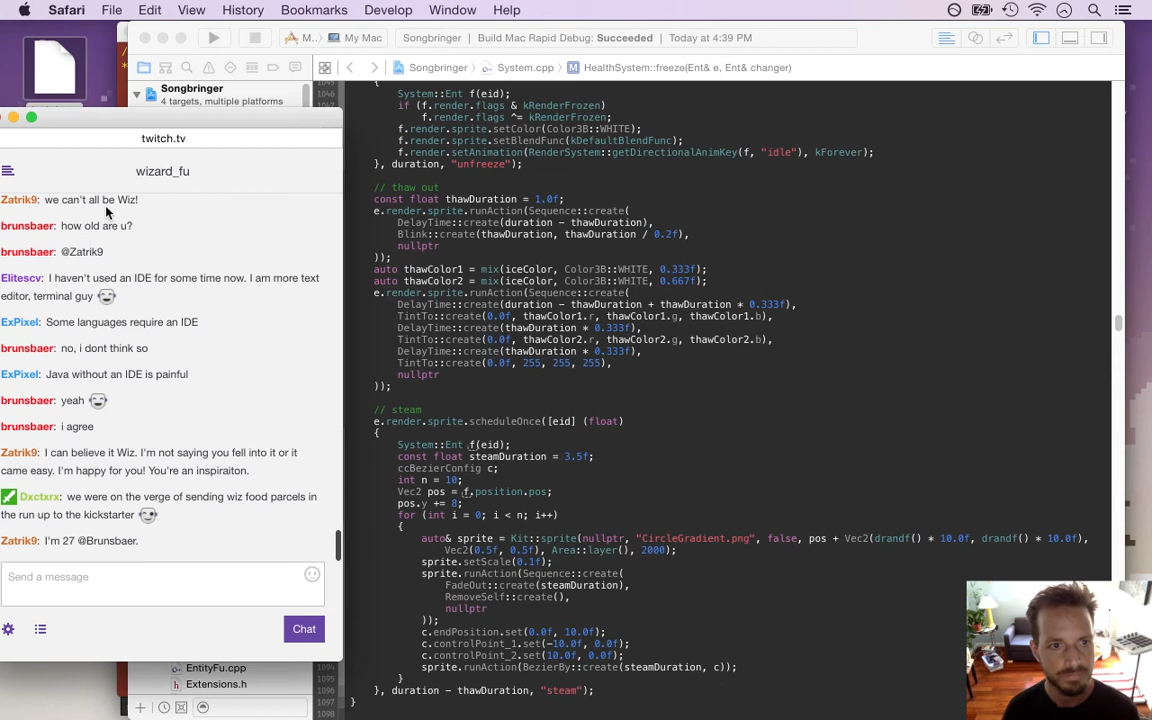 Safari File Edit View History Bookmarks Develop Window Help
Songbringer | Build Mac Rapid Debug: Succeeded | Today at 4:39 PM
M... My Mac
Songbringer System.cpp M HealthSystem::freeze(Ent& e, Ent& changer)
Songbringer
4 targets, multiple platforms
twitch.tv
wizard_fu
Zatrik9: we can't all be Wiz!
brunsbaer: how old are u?
brunsbaer: @Zatrik9
Elitescv: I haven't used an IDE for some time now. I am more text
editor, terminal guy
ExPixel: Some languages require an IDE
brunsbaer: no, i dont think so
ExPixel: Java without an IDE is painful
brunsbaer: yeah
brunsbaer: i agree
Zatrik9: I can believe it Wiz. I'm not saying you fell into it or it
came easy. I'm happy for you! You're an inspiraiton.
Dxctxrx: we were on the verge of sending wiz food parcels in
the run up to the kickstarter
Zatrik9: I'm 27 @Brunsbaer.
Send a message
Chat
EntityFu.cpp
Extensions.h
{
System::Ent f(eid);
if (f.render.flags & kRenderFrozen)
f.render.flags ^= kRenderFrozen;
f.render.sprite.setColor(Color3B::WHITE);
f.render.sprite.setBlendFunc(kDefaultBlendFunc);
f.render.setAnimation(RenderSystem::getDirectionalAnimKey(f, "idle"), kForever);
}, duration, "unfreeze");
// thaw out
const float thawDuration = 1.0f;
e.render.sprite.runAction(Sequence::create(
DelayTime::create(duration - thawDuration),
Blink::create(thawDuration, thawDuration / 0.2f),
nullptr
));
auto thawColor1 = mix(iceColor, Color3B::WHITE, 0.333f);
auto thawColor2 = mix(iceColor, Color3B::WHITE, 0.667f);
e.render.sprite.runAction(Sequence::create(
DelayTime::create(duration - thawDuration + thawDuration * 0.333f),
TintTo::create(0.0f, thawColor1.r, thawColor1.g, thawColor1.b),
DelayTime::create(thawDuration * 0.333f),
TintTo::create(0.0f, thawColor2.r, thawColor2.g, thawColor2.b),
DelayTime::create(thawDuration * 0.333f),
TintTo::create(0.0f, 255, 255, 255),
nullptr
));
// steam
e.render.sprite.scheduleOnce([eid] (float)
{
System::Ent f(eid);
const float steamDuration = 3.5f;
ccBezierConfig c;
int n = 10;
Vec2 pos = f.position.pos;
pos.y += 8;
for (int i = 0; i < n; i++)
{
auto& sprite = Kit::sprite(nullptr, "CircleGradient.png", false, pos + Vec2(drandf() * 10.0f, drandf() * 10.0f),
Vec2(0.5f, 0.5f), Area::layer(), 2000);
sprite.setScale(0.1f);
sprite.runAction(Sequence::create(
FadeOut::create(steamDuration),
RemoveSelf::create(),
nullptr
));
c.endPosition.set(0.0f, 10.0f);
c.controlPoint_1.set(-10.0f, 0.0f);
c.controlPoint_2.set(10.0f, 0.0f);
sprite.runAction(BezierBy::create(steamDuration, c));
1094
}
1095
}, duration - thawDuration, "steam");
1096
}
1097
1098